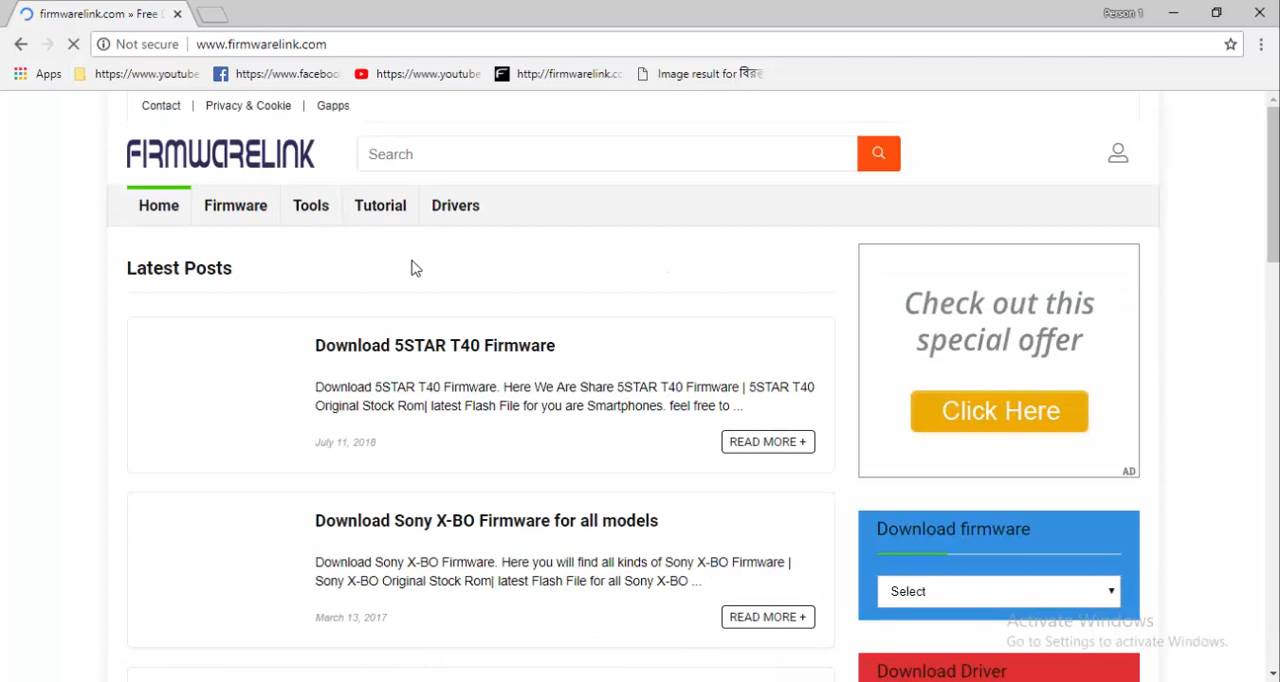 firmwarelink.com » Free
Person 1
Not secure | www.firmwarelink.com
Apps https://www.youtube https://www.faceboo https://www.youtube http://firmwarelink.co Image result for বির
Contact | Privacy & Cookie | Gapps
FIRMWARELINK
Search
Home Firmware Tools Tutorial Drivers
Latest Posts
Download 5STAR T40 Firmware
Download 5STAR T40 Firmware. Here We Are Share 5STAR T40 Firmware | 5STAR T40
Original Stock Rom| latest Flash File for you are Smartphones. feel free to ...
July 11, 2018
READ MORE +
Download Sony X-BO Firmware for all models
Download Sony X-BO Firmware. Here you will find all kinds of Sony X-BO Firmware |
Sony X-BO Original Stock Rom| latest Flash File for all Sony X-BO ...
March 13, 2017
READ MORE +
Check out this
special offer
Click Here
AD
Download firmware
Select
Activate Windows
Go to Settings to activate Windows.
Download Driver